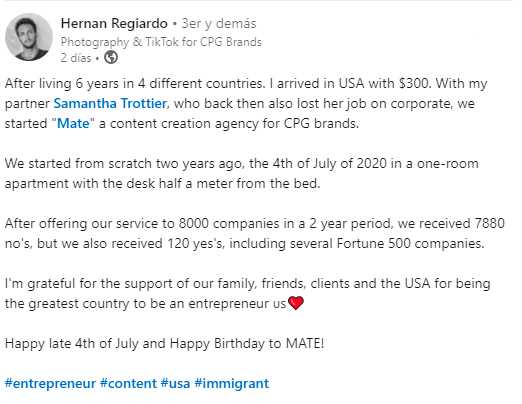 Hernan Regiardo • 3er y demás
Photography & TikTok for CPG Brands
2 días •
After living 6 years in 4 different countries. I arrived in USA with $300. With my
partner Samantha Trottier, who back then also lost her job on corporate, we
started "Mate" a content creation agency for CPG brands.
We started from scratch two years ago, the 4th of July of 2020 in a one-room
apartment with the desk half a meter from the bed.
After offering our service to 8000 companies in a 2 year period, we received 7880
no's, but we also received 120 yes's, including several Fortune 500 companies.
I'm grateful for the support of our family, friends, clients and the USA for being
the greatest country to be an entrepreneur us❤️
Happy late 4th of July and Happy Birthday to MATE!
#entrepreneur #content #usa #immigrant